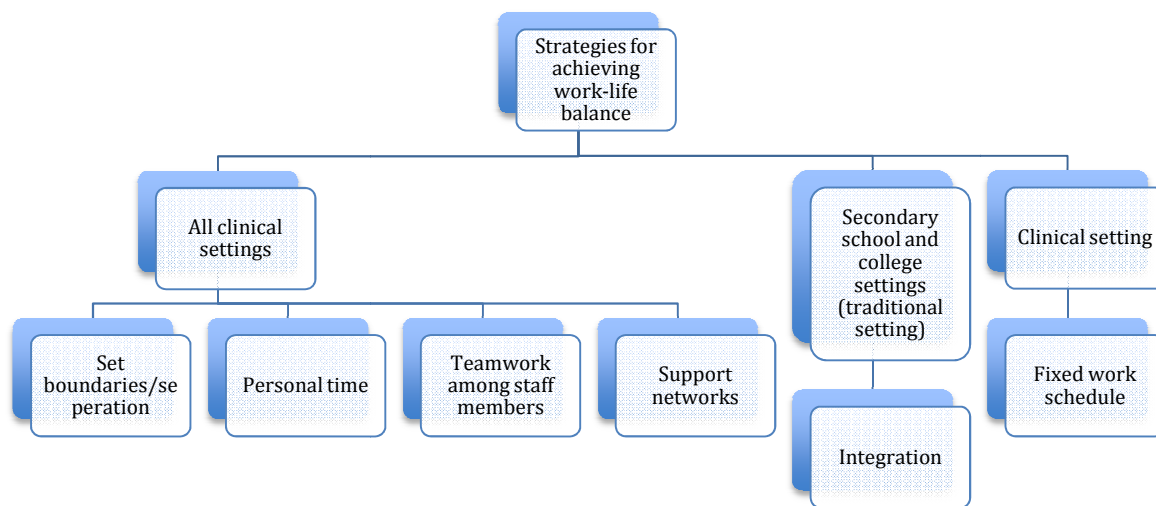 Strategies for
achieving
work-life
balance
All clinical
settings
Secondary
school and
college
settings
(traditional
setting)
Clinical setting
Set
boundaries/se
peration
Personal time
Teamwork
among staff
members
Support
networks
Integration
Fixed work
schedule